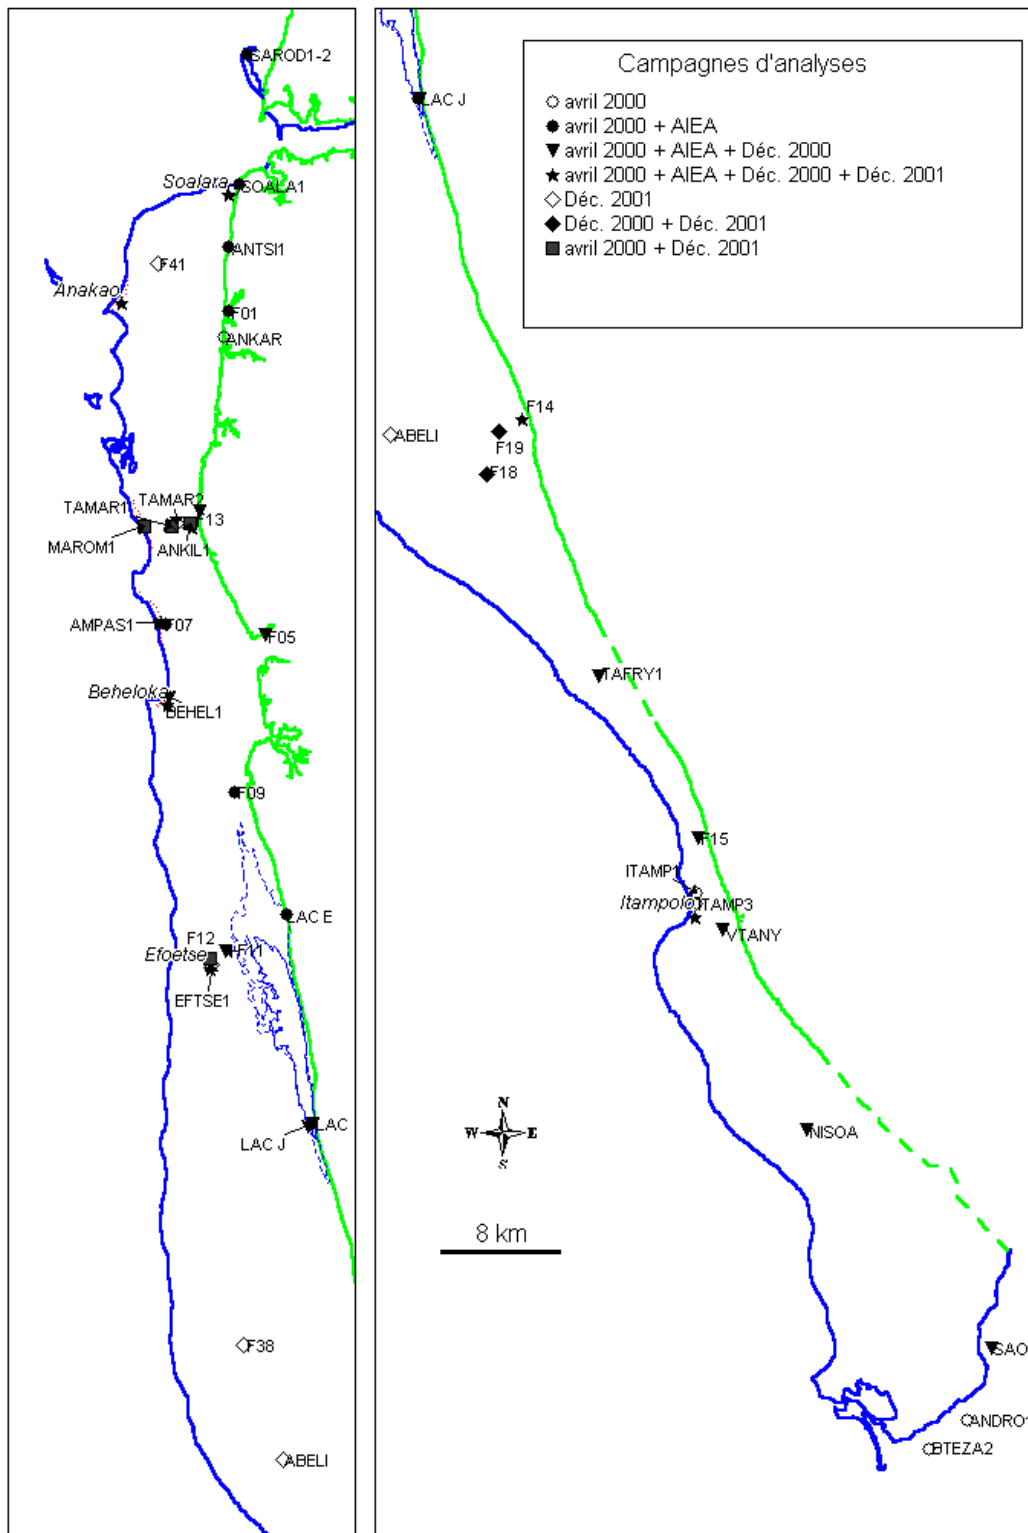 SAROD1-2
Soalara
SOALA1
ANTSI1
F41
Anakao
F01
ANKAR
TAMAR1
TAMAR2
F13
MAROM1
ANKIL1
AMPAS1
F07
F05
Beheloka
BEHEL1
F09
LAC E
F12
Efoetse
F11
EFTSE1
LAC
LAC J
F38
ABELI
Campagnes d'analyses
avril 2000
avril 2000 + AIEA
avril 2000 + AIEA + Déc. 2000
avril 2000 + AIEA + Déc. 2000 + Déc. 2001
Déc. 2001
Déc. 2000 + Déc. 2001
avril 2000 + Déc. 2001
LAC J
F14
ABELI
F19
F18
TAFRY1
F15
ITAMP1
Itampolo
ITAMP3
VTANY
N
W E
S
NISOA
8 km
SAO
ANDRO1
BTEZA2